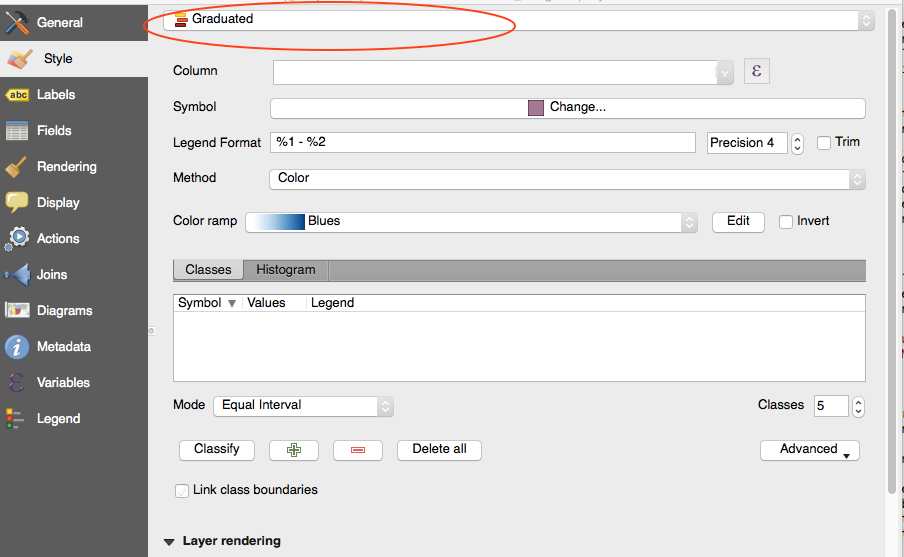 General
Style
Labels
Fields
Rendering
Display
Actions
Joins
Diagrams
Metadata
Variables
Legend
abc
Graduated
Column
ε
Symbol
Change...
Legend Format
%1 - %2
Precision 4
Trim
Method
Color
Color ramp
Blues
Edit
Invert
Classes
Histogram
Symbol
Values
Legend
Mode
Equal Interval
Classes
5
Classify
Delete all
Advanced
Link class boundaries
Layer rendering